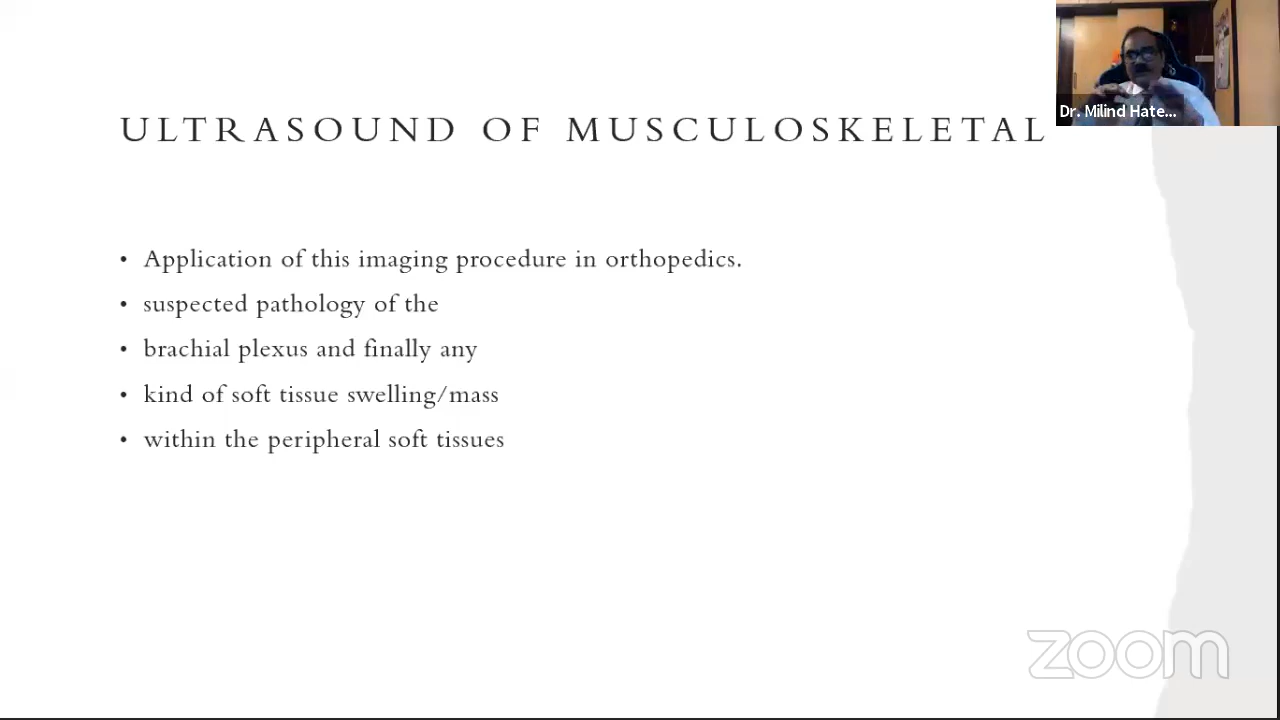 Dr. Milind Hate...
ULTRASOUND OF MUSCULOSKELETAL
• Application of this imaging procedure in orthopedics.
• suspected pathology of the
• brachial plexus and finally any
• kind of soft tissue swelling/mass
• within the peripheral soft tissues
zoom